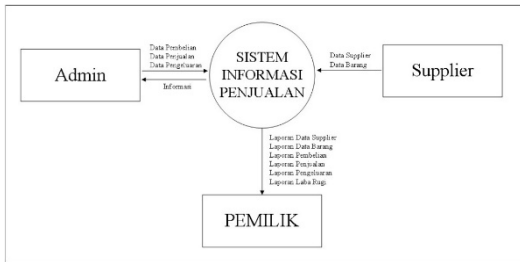 Admin
Data Pembelian
Data Penjualan
Data Pengeluaran
Informasi
SISTEM
INFORMASI
PENJUALAN
Data Supplier
Data Barang
Supplier
Laporan Data Supplier
Laporan Data Barang
Laporan Pembelian
Laporan Penjualan
Laporan Pengeluaran
Laporan Laba Rugi
PEMILIK